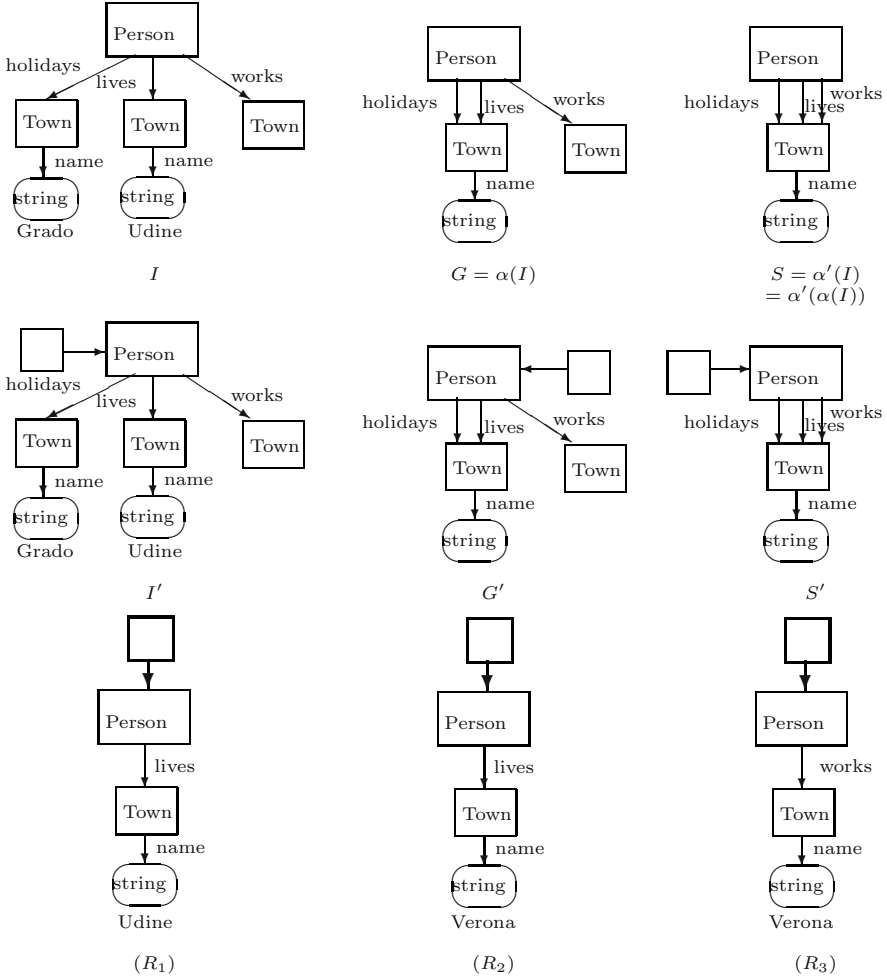 Person
holidays
lives
works
Town
Town
Town
name
name
string
string
Grado
Udine
I
Person
holidays
lives
works
Town
Town
name
string
G = α(I)
Person
holidays
lives
works
Town
name
string
S = α′(I)
= α′(α(I))
Person
holidays
lives
works
Town
Town
Town
name
name
string
string
Grado
Udine
I′
Person
holidays
lives
works
Town
Town
name
string
G′
Person
holidays
lives
works
Town
name
string
S′
Person
lives
Town
name
string
Udine
(R₁)
Person
lives
Town
name
string
Verona
(R₂)
Person
works
Town
name
string
Verona
(R₃)